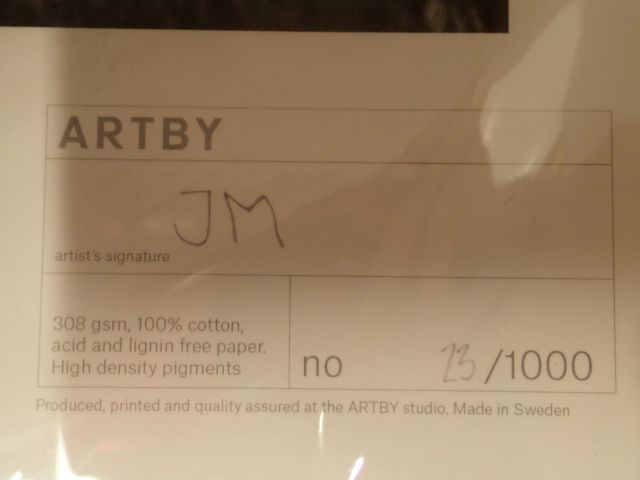 ARTBY
JM
artist's signature
308 gsm, 100% cotton,
acid and lignin free paper.
High density pigments
no 23/1000
Produced, printed and quality assured at the ARTBY studio. Made in Sweden